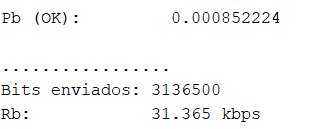 Pb (OK): 0.000852224
.................
Bits enviados: 3136500
Rb: 31.365 kbps